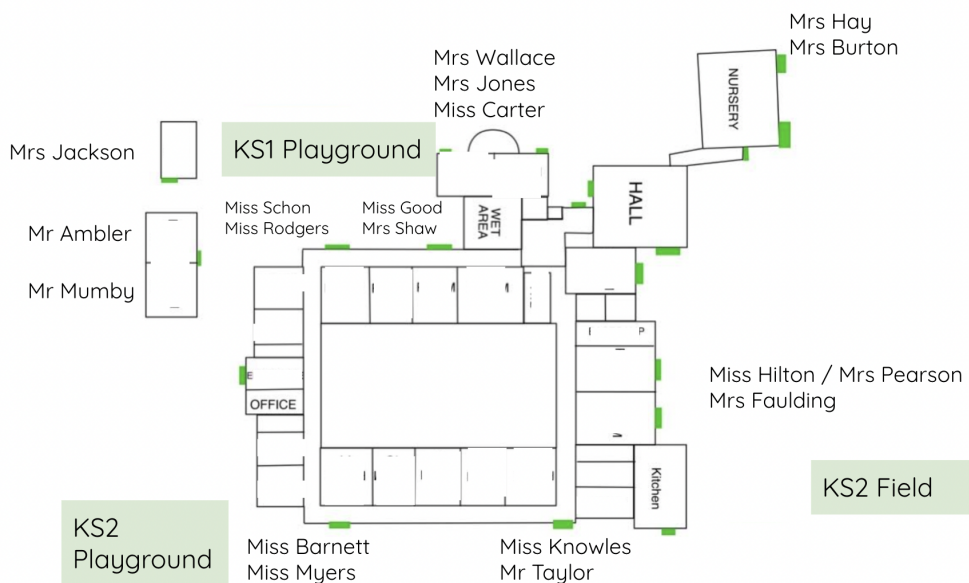 Mrs Hay
Mrs Burton
Mrs Wallace
Mrs Jones
Miss Carter
NURSERY
Mrs Jackson
KS1 Playground
HALL
Miss Schon
Miss Rodgers
Miss Good
Mrs Shaw
WET
AREA
Mr Ambler
Mr Mumby
P
E
OFFICE
Miss Hilton / Mrs Pearson
Mrs Faulding
Kitchen
KS2 Field
KS2
Playground
Miss Barnett
Miss Myers
Miss Knowles
Mr Taylor